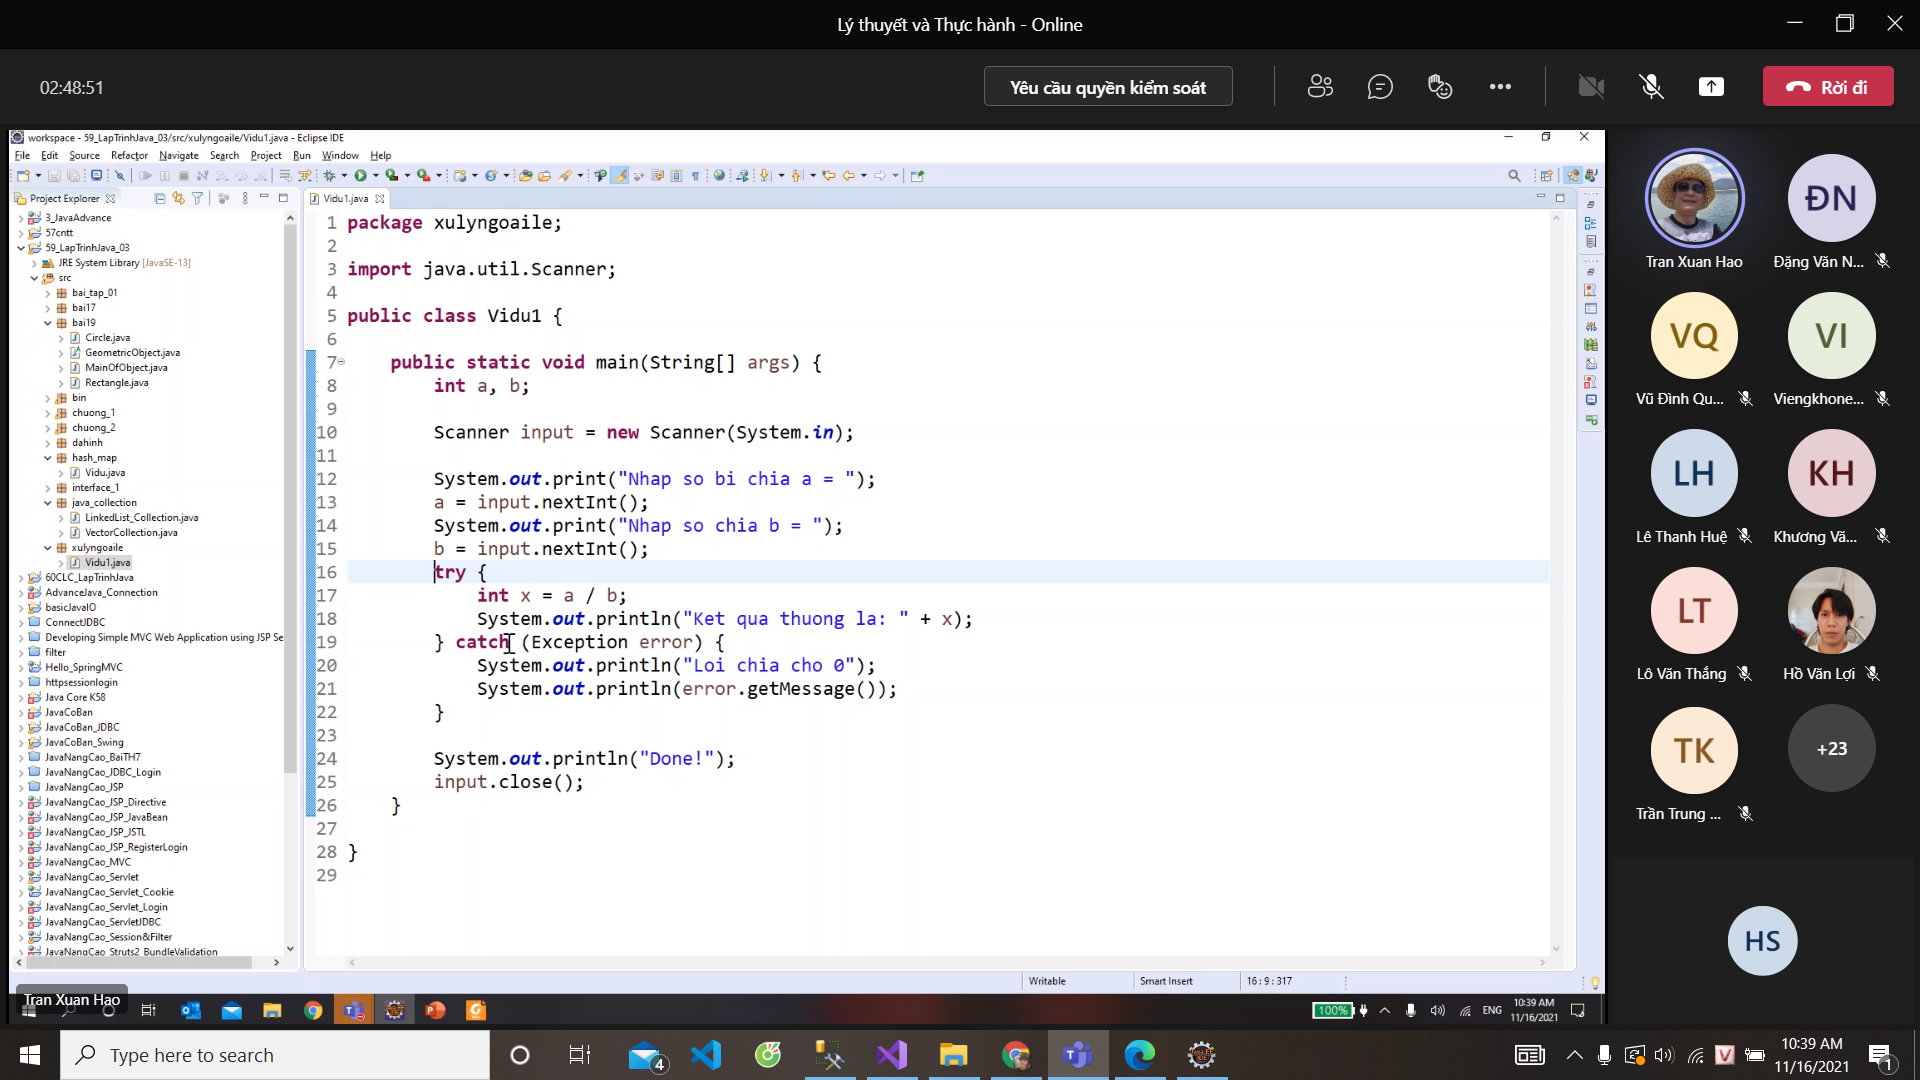 Lý thuyết và Thực hành - Online
02:48:51
Yêu cầu quyền kiểm soát
Rời đi
workspace - 59_LapTrinhJava_03/src/xulyngoaile/Vidu1.java - Eclipse IDE
File Edit Source Refactor Navigate Search Project Run Window Help
Project Explorer
Vidu1.java
3_JavaAdvance
57cntt
59_LapTrinhJava_03
JRE System Library [JavaSE-13]
src
bai_tap_01
bai17
bai19
Circle.java
GeometricObject.java
MainOfObject.java
Rectangle.java
bin
chuong_1
chuong_2
dahinh
hash_map
Vidu.java
interface_1
java_collection
LinkedList_Collection.java
VectorCollection.java
xulyngoaile
Vidu1.java
60CLC_LapTrinhJava
AdvanceJava_Connection
basicJavaIO
ConnectJDBC
Developing Simple MVC Web Application using JSP Se
filter
Hello_SpringMVC
httpsessionlogin
Java Core K58
JavaCoBan
JavaCoBan_JDBC
JavaCoBan_Swing
JavaNangCao_BaiTH7
JavaNangCao_JDBC_Login
JavaNangCao_JSP
JavaNangCao_JSP_Directive
JavaNangCao_JSP_JavaBean
JavaNangCao_JSP_JSTL
JavaNangCao_JSP_RegisterLogin
JavaNangCao_MVC
JavaNangCao_Servlet
JavaNangCao_Servlet_Cookie
JavaNangCao_Servlet_Login
JavaNangCao_ServletJDBC
JavaNangCao_Session&Filter
JavaNangCao_Struts2_BundleValidation
1 package xulyngoaile;
2
3 import java.util.Scanner;
4
5 public class Vidu1 {
6
7 public static void main(String[] args) {
8 int a, b;
9
10 Scanner input = new Scanner(System.in);
11
12 System.out.print("Nhap so bi chia a = ");
13 a = input.nextInt();
14 System.out.print("Nhap so chia b = ");
15 b = input.nextInt();
16 try {
17 int x = a / b;
18 System.out.println("Ket qua thuong la: " + x);
19 } catch (Exception error) {
20 System.out.println("Loi chia cho 0");
21 System.out.println(error.getMessage());
22 }
23
24 System.out.println("Done!");
25 input.close();
26 }
27
28 }
29
Writable Smart Insert 16 : 9 : 317
Tran Xuan Hao
100% ENG 10:39 AM
11/16/2021
ĐN
Tran Xuan Hao Đặng Văn N...
VQ VI
Vũ Đình Qu... Viengkhone...
LH KH
Lê Thanh Huệ Khương Vă...
LT
Lô Văn Thắng Hồ Văn Lợi
TK +23
Trần Trung ...
HS
Type here to search
4
V
10:39 AM
11/16/2021
1